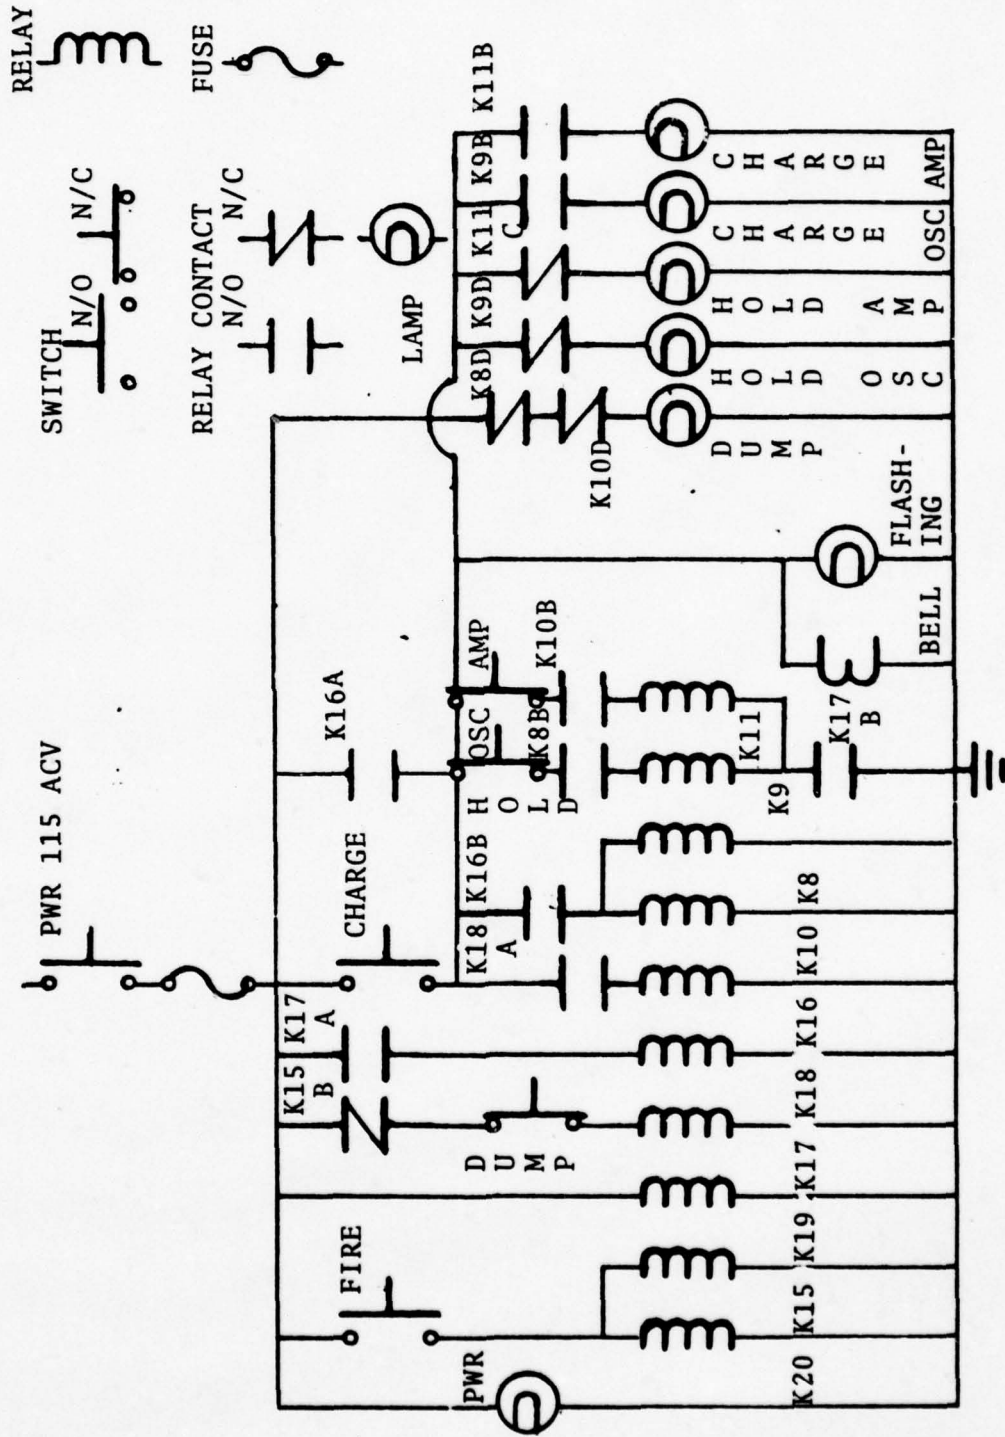 RELAY
FUSE
SWITCH
N/O N/C
RELAY CONTACT
N/O N/C
LAMP
PWR 115 ACV
K15
B
K17
A
CHARGE
K16A
FIRE
PWR
DUMP
K18
A
K16B
HOLD
OSC
AMP
K8B
K10B
K8D
K9D
K11
C
K9B
K11B
K10D
K20
K15
K19
K17
K18
K16
K10
K8
K9
K11
K17
B
BELL
FLASH-
ING
DUMP
HOLD OSC
HOLD AMP
CHARGE OSC
CHARGE AMP